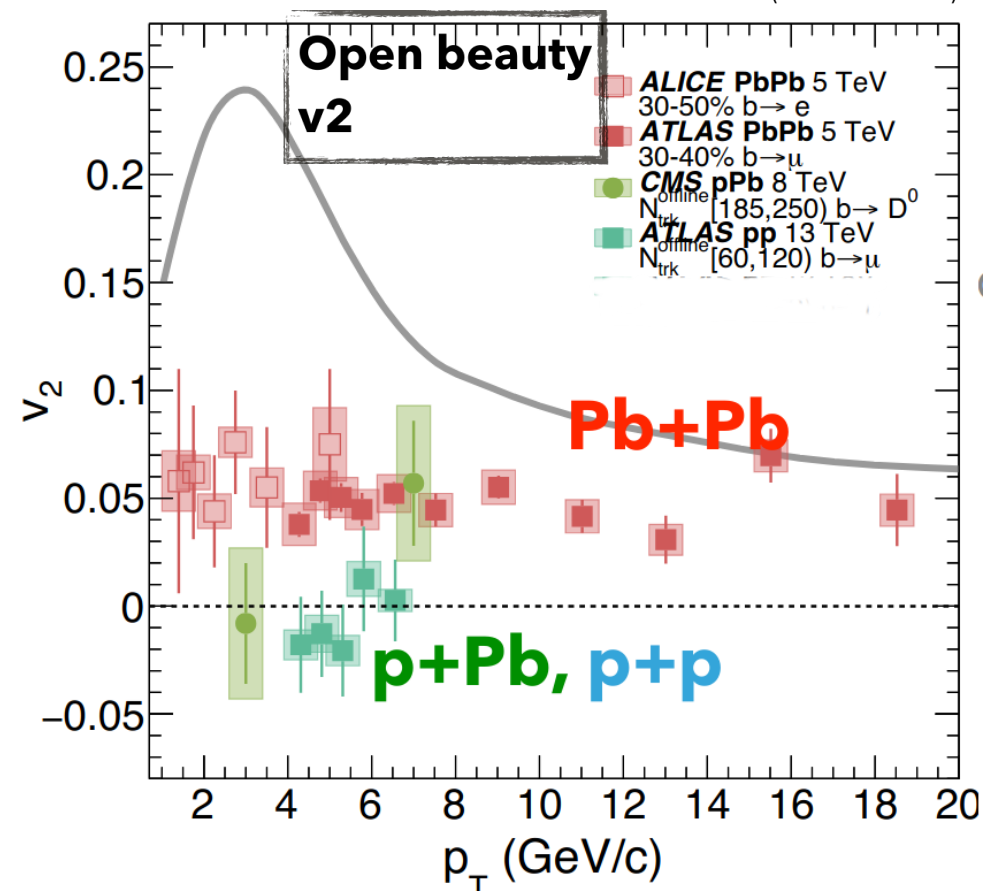 Open beauty
v2
ALICE PbPb 5 TeV
30-50% b→ e
ATLAS PbPb 5 TeV
30-40% b→μ
CMS pPb 8 TeV
N_trk^offline [185,250) b→ D^0
ATLAS pp 13 TeV
N_trk^offline [60,120) b→μ
0.25
0.2
0.15
0.1
0.05
0
−0.05
v_2
Pb+Pb
p+Pb, p+p
2 4 6 8 10 12 14 16 18 20
p_T (GeV/c)